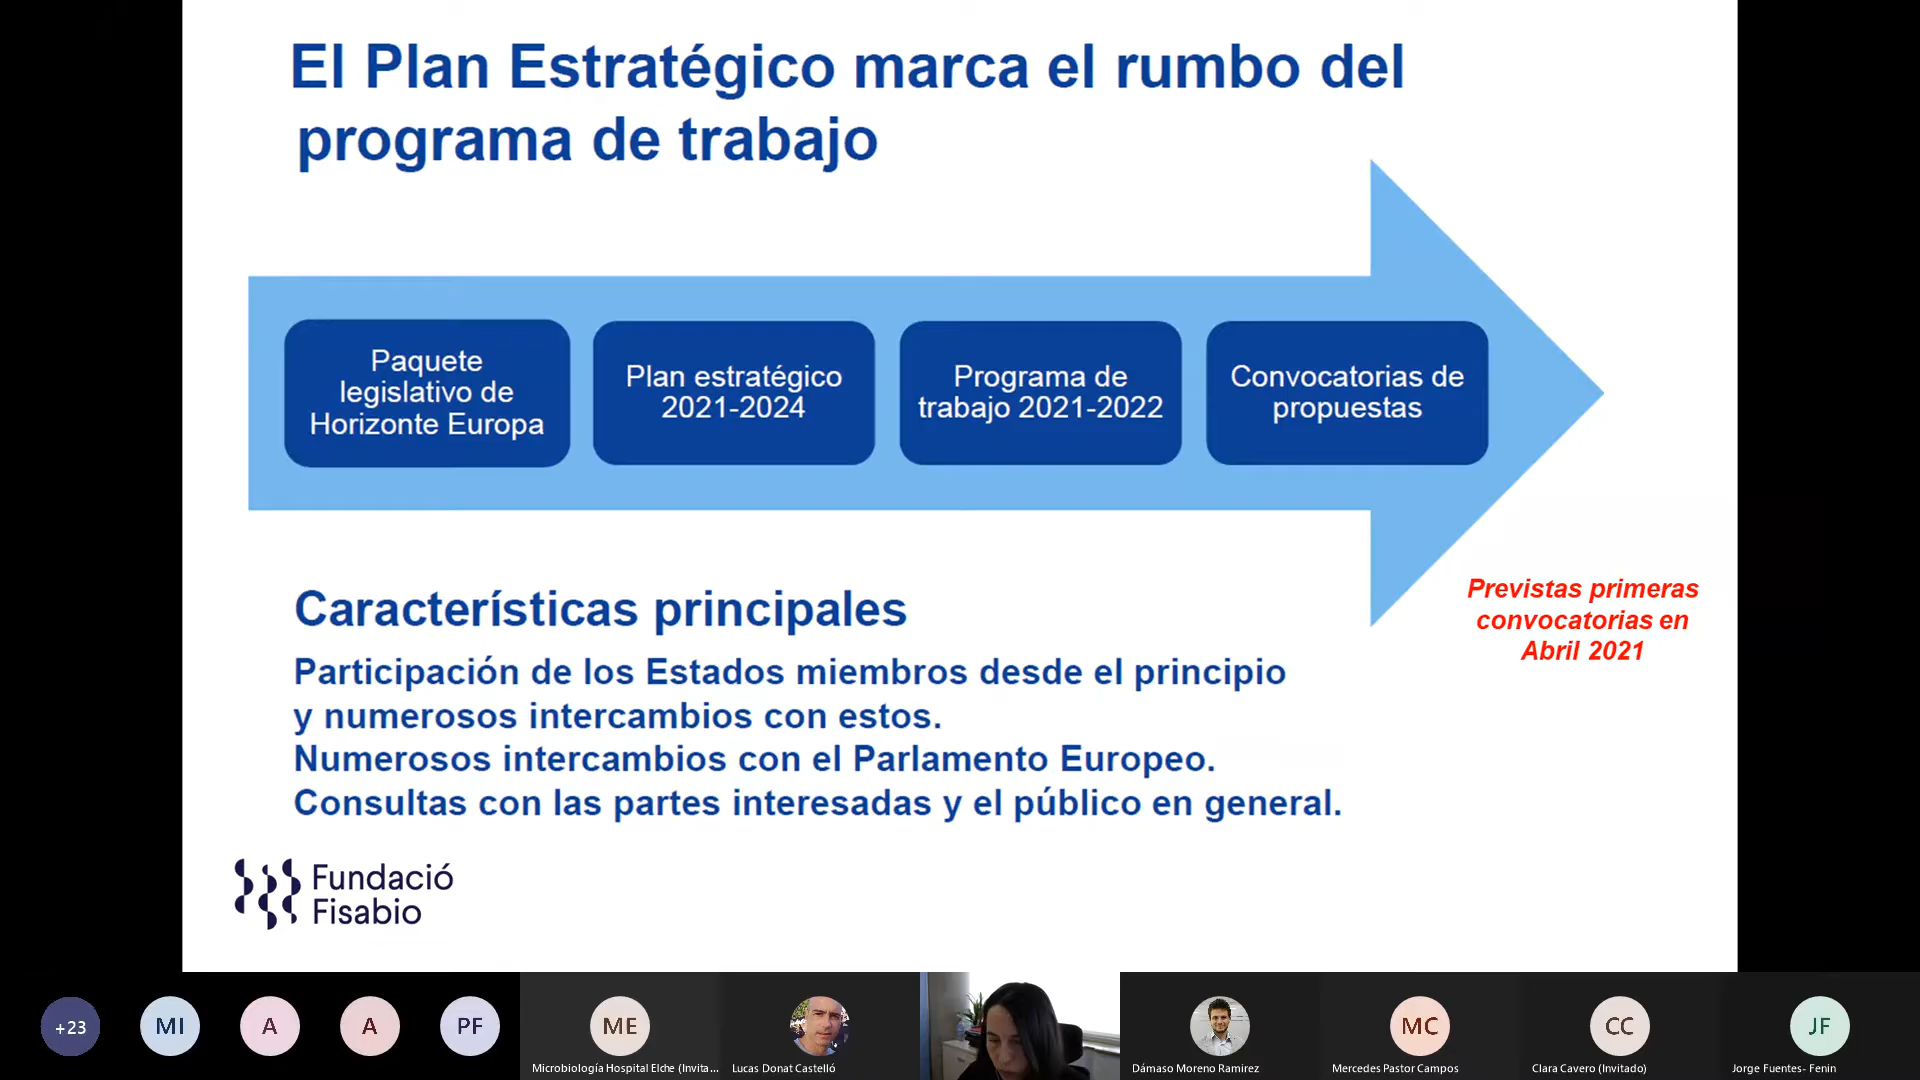 El Plan Estratégico marca el rumbo del
programa de trabajo
Paquete
legislativo de
Horizonte Europa
Plan estratégico
2021-2024
Programa de
trabajo 2021-2022
Convocatorias de
propuestas
Previstas primeras
convocatorias en
Abril 2021
Características principales
Participación de los Estados miembros desde el principio
y numerosos intercambios con estos.
Numerosos intercambios con el Parlamento Europeo.
Consultas con las partes interesadas y el público en general.
Fundació
Fisabio
+23
MI
A
A
PF
ME
MC
CC
JF
Microbiología Hospital Elche (Invita...
Lucas Donat Castelló
Dámaso Moreno Ramirez
Mercedes Pastor Campos
Clara Cavero (Invitado)
Jorge Fuentes- Fenin